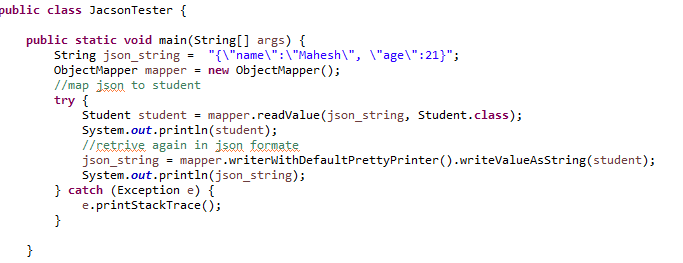 public class JacsonTester {
public static void main(String[] args) {
String json_string =  "{\"name\":\"Mahesh\", \"age\":21}";
ObjectMapper mapper = new ObjectMapper();
//map json to student
try {
Student student = mapper.readValue(json_string, Student.class);
System.out.println(student);
//retrive again in json formate
json_string = mapper.writerWithDefaultPrettyPrinter().writeValueAsString(student);
System.out.println(json_string);
} catch (Exception e) {
e.printStackTrace();
}
}